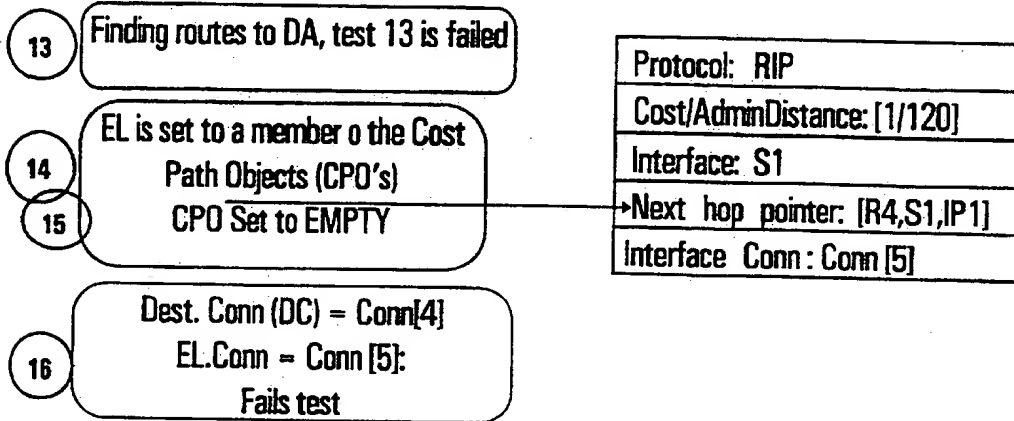 13
Finding routes to DA, test 13 is failed
14
15
EL is set to a member o the Cost
Path Objects (CPO's)
CPO Set to EMPTY
Protocol: RIP
Cost/AdminDistance: [1/120]
Interface: S1
Next hop pointer: [R4,S1,IP1]
Interface Conn : Conn [5]
16
Dest. Conn (DC) = Conn[4]
EL.Conn = Conn [5]:
Fails test